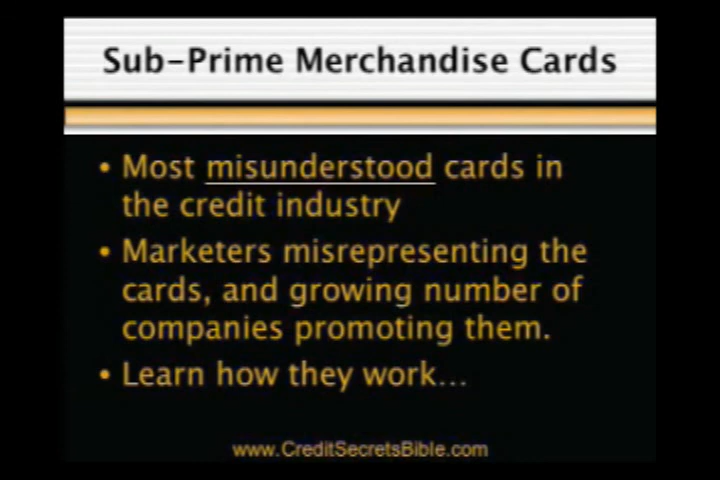 Sub-Prime Merchandise Cards
• Most misunderstood cards in
the credit industry
• Marketers misrepresenting the
cards, and growing number of
companies promoting them.
• Learn how they work...
www.CreditSecretsBible.com